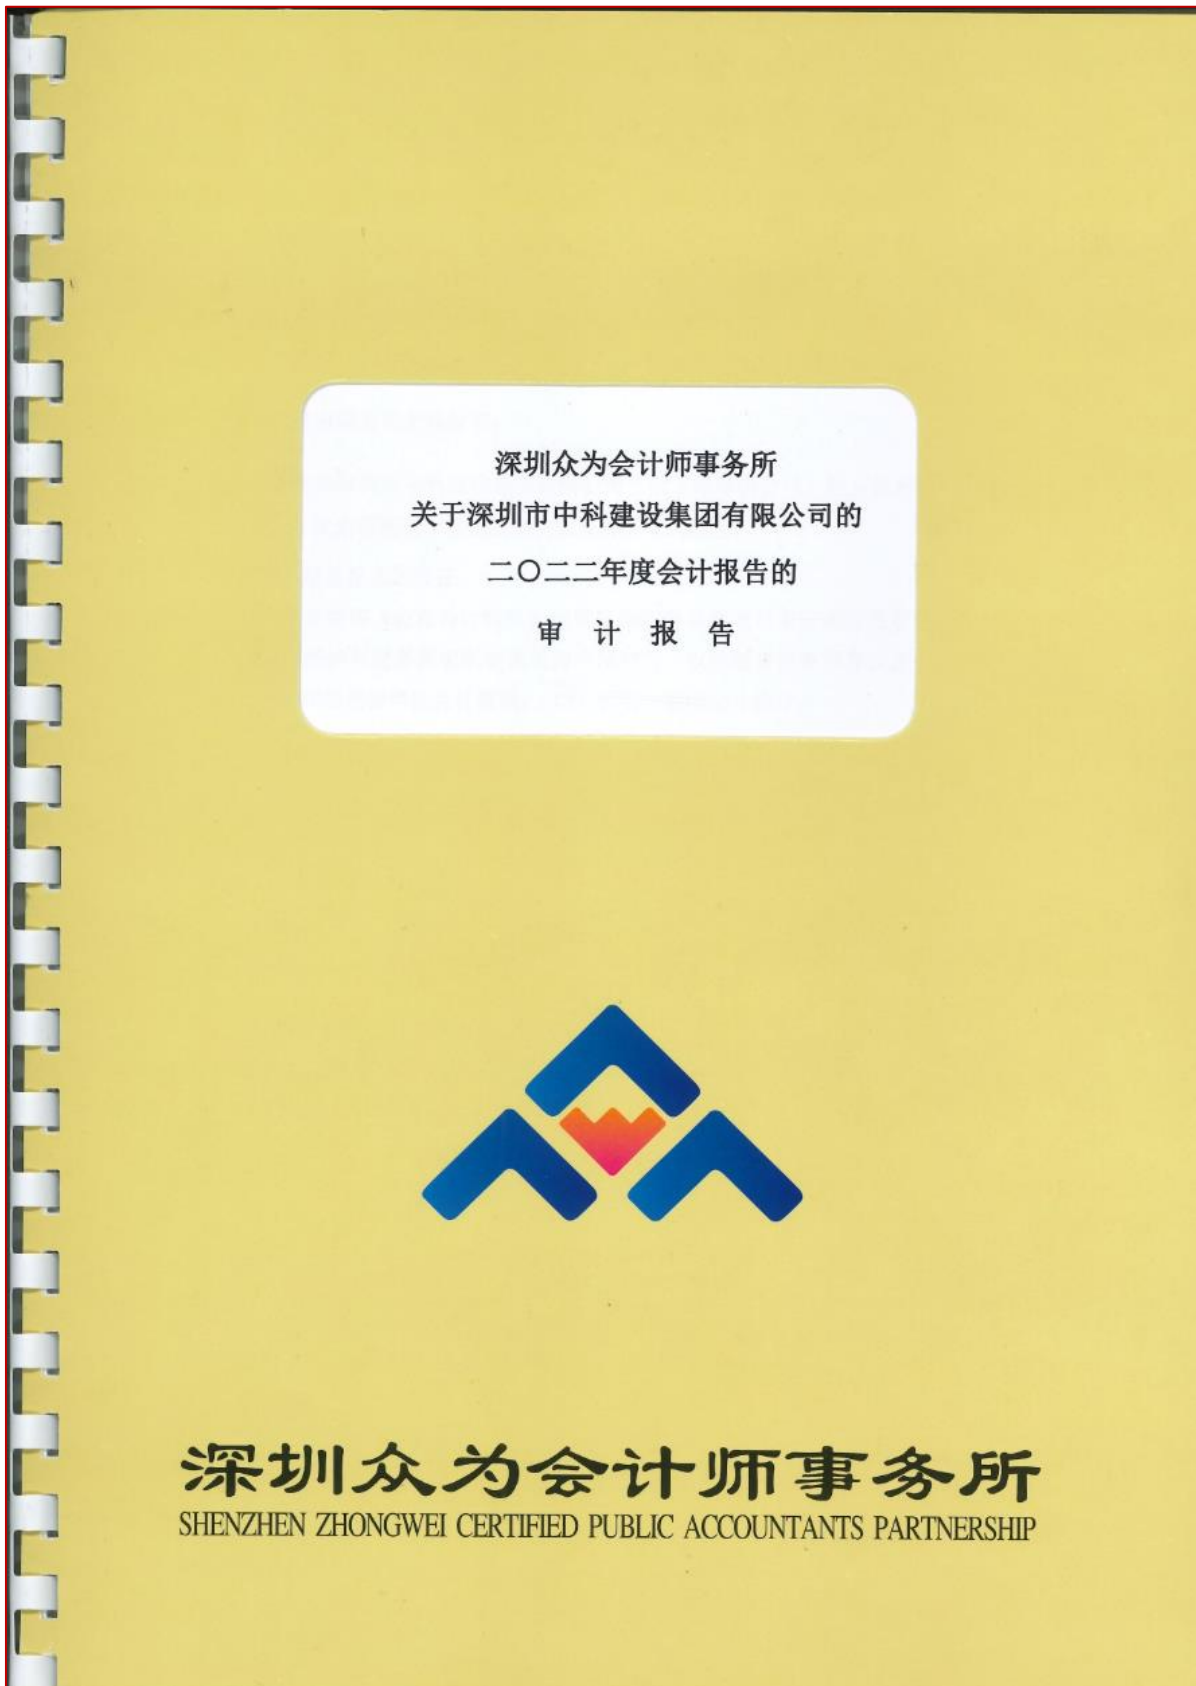 深圳众为会计师事务所
关于深圳市中科建设集团有限公司的
二〇二二年度会计报告的
审 计 报 告
深圳众为会计师事务所
SHENZHEN ZHONGWEI CERTIFIED PUBLIC ACCOUNTANTS PARTNERSHIP